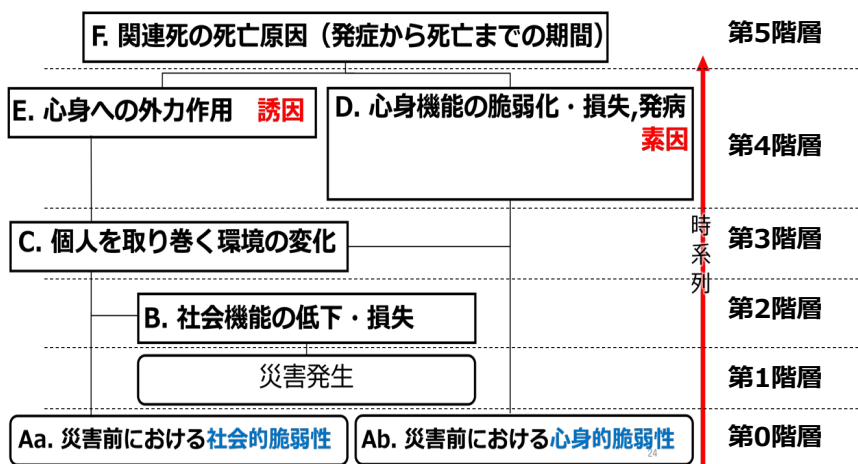 F. 関連死の死亡原因（発症から死亡までの期間）
第5階層
E. 心身への外力作用　誘因
D. 心身機能の脆弱化・損失,発病
素因
第4階層
C. 個人を取り巻く環境の変化
時系列
第3階層
B. 社会機能の低下・損失
第2階層
災害発生
第1階層
Aa. 災害前における社会的脆弱性
Ab. 災害前における心身的脆弱性
24
第0階層